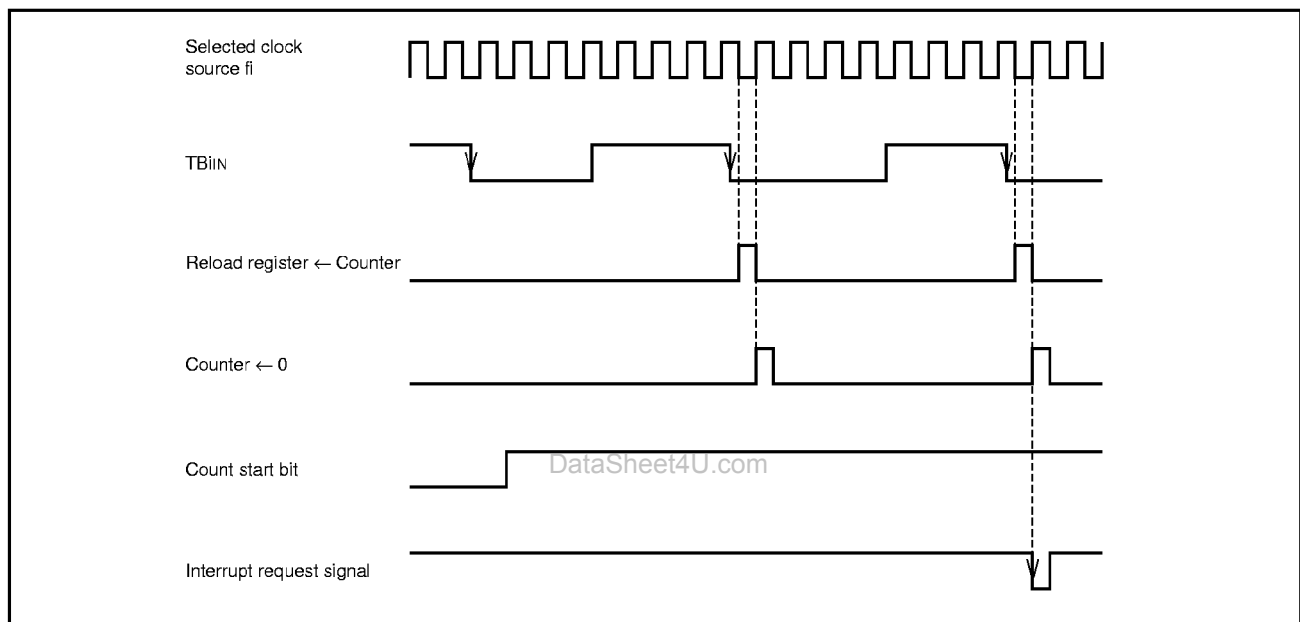 Selected clock
source fi
TBiIN
Reload register ← Counter
Counter ← 0
Count start bit
DataSheet4U.com
Interrupt request signal